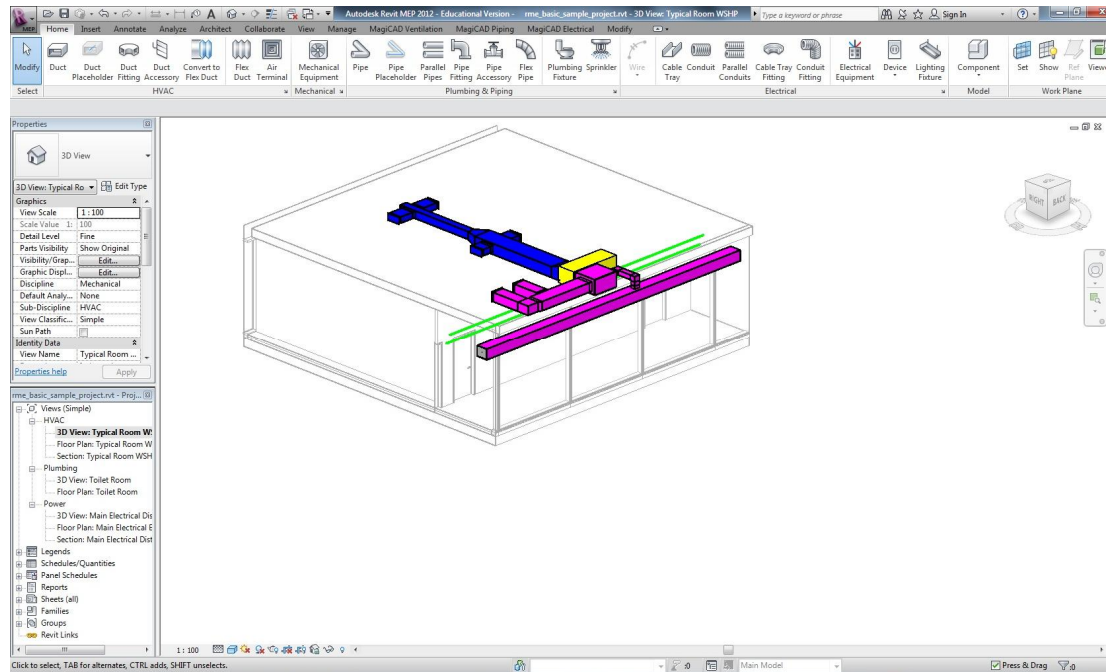 Autodesk Revit MEP 2012 - Educational Version - rme_basic_sample_project.rvt - 3D View: Typical Room WSHP
Type a keyword or phrase
Sign In
MEP
Home Insert Annotate Analyze Architect Collaborate View Manage MagiCAD Ventilation MagiCAD Piping MagiCAD Electrical Modify
Modify
Duct
Duct Placeholder
Duct Fitting
Duct Accessory
Convert to Flex Duct
Flex Duct
Air Terminal
Mechanical Equipment
Pipe
Pipe Placeholder
Parallel Pipes
Pipe Fitting
Pipe Accessory
Flex Pipe
Plumbing Fixture
Sprinkler
Wire
Cable Tray
Conduit
Parallel Conduits
Cable Tray Fitting
Conduit Fitting
Electrical Equipment
Device
Lighting Fixture
Component
Set
Show
Ref Plane
Viewe
Select HVAC Mechanical Plumbing & Piping Electrical Model Work Plane
Properties
3D View
3D View: Typical Ro Edit Type
Graphics
View Scale 1 : 100
Scale Value 1: 100
Detail Level Fine
Parts Visibility Show Original
Visibility/Grap... Edit...
Graphic Displ... Edit...
Discipline Mechanical
Default Analy... None
Sub-Discipline HVAC
View Classific... Simple
Sun Path
Identity Data
View Name Typical Room ...
Properties help Apply
rme_basic_sample_project.rvt - Proj...
Views (Simple)
HVAC
3D View: Typical Room WS
Floor Plan: Typical Room W
Section: Typical Room WSH
Plumbing
3D View: Toilet Room
Floor Plan: Toilet Room
Power
3D View: Main Electrical Dis
Floor Plan: Main Electrical E
Section: Main Electrical Dist
Legends
Schedules/Quantities
Panel Schedules
Reports
Sheets (all)
Families
Groups
Revit Links
RIGHT BACK
1 : 100
Click to select, TAB for alternates, CTRL adds, SHIFT unselects.
:0
Main Model
Press & Drag
:0